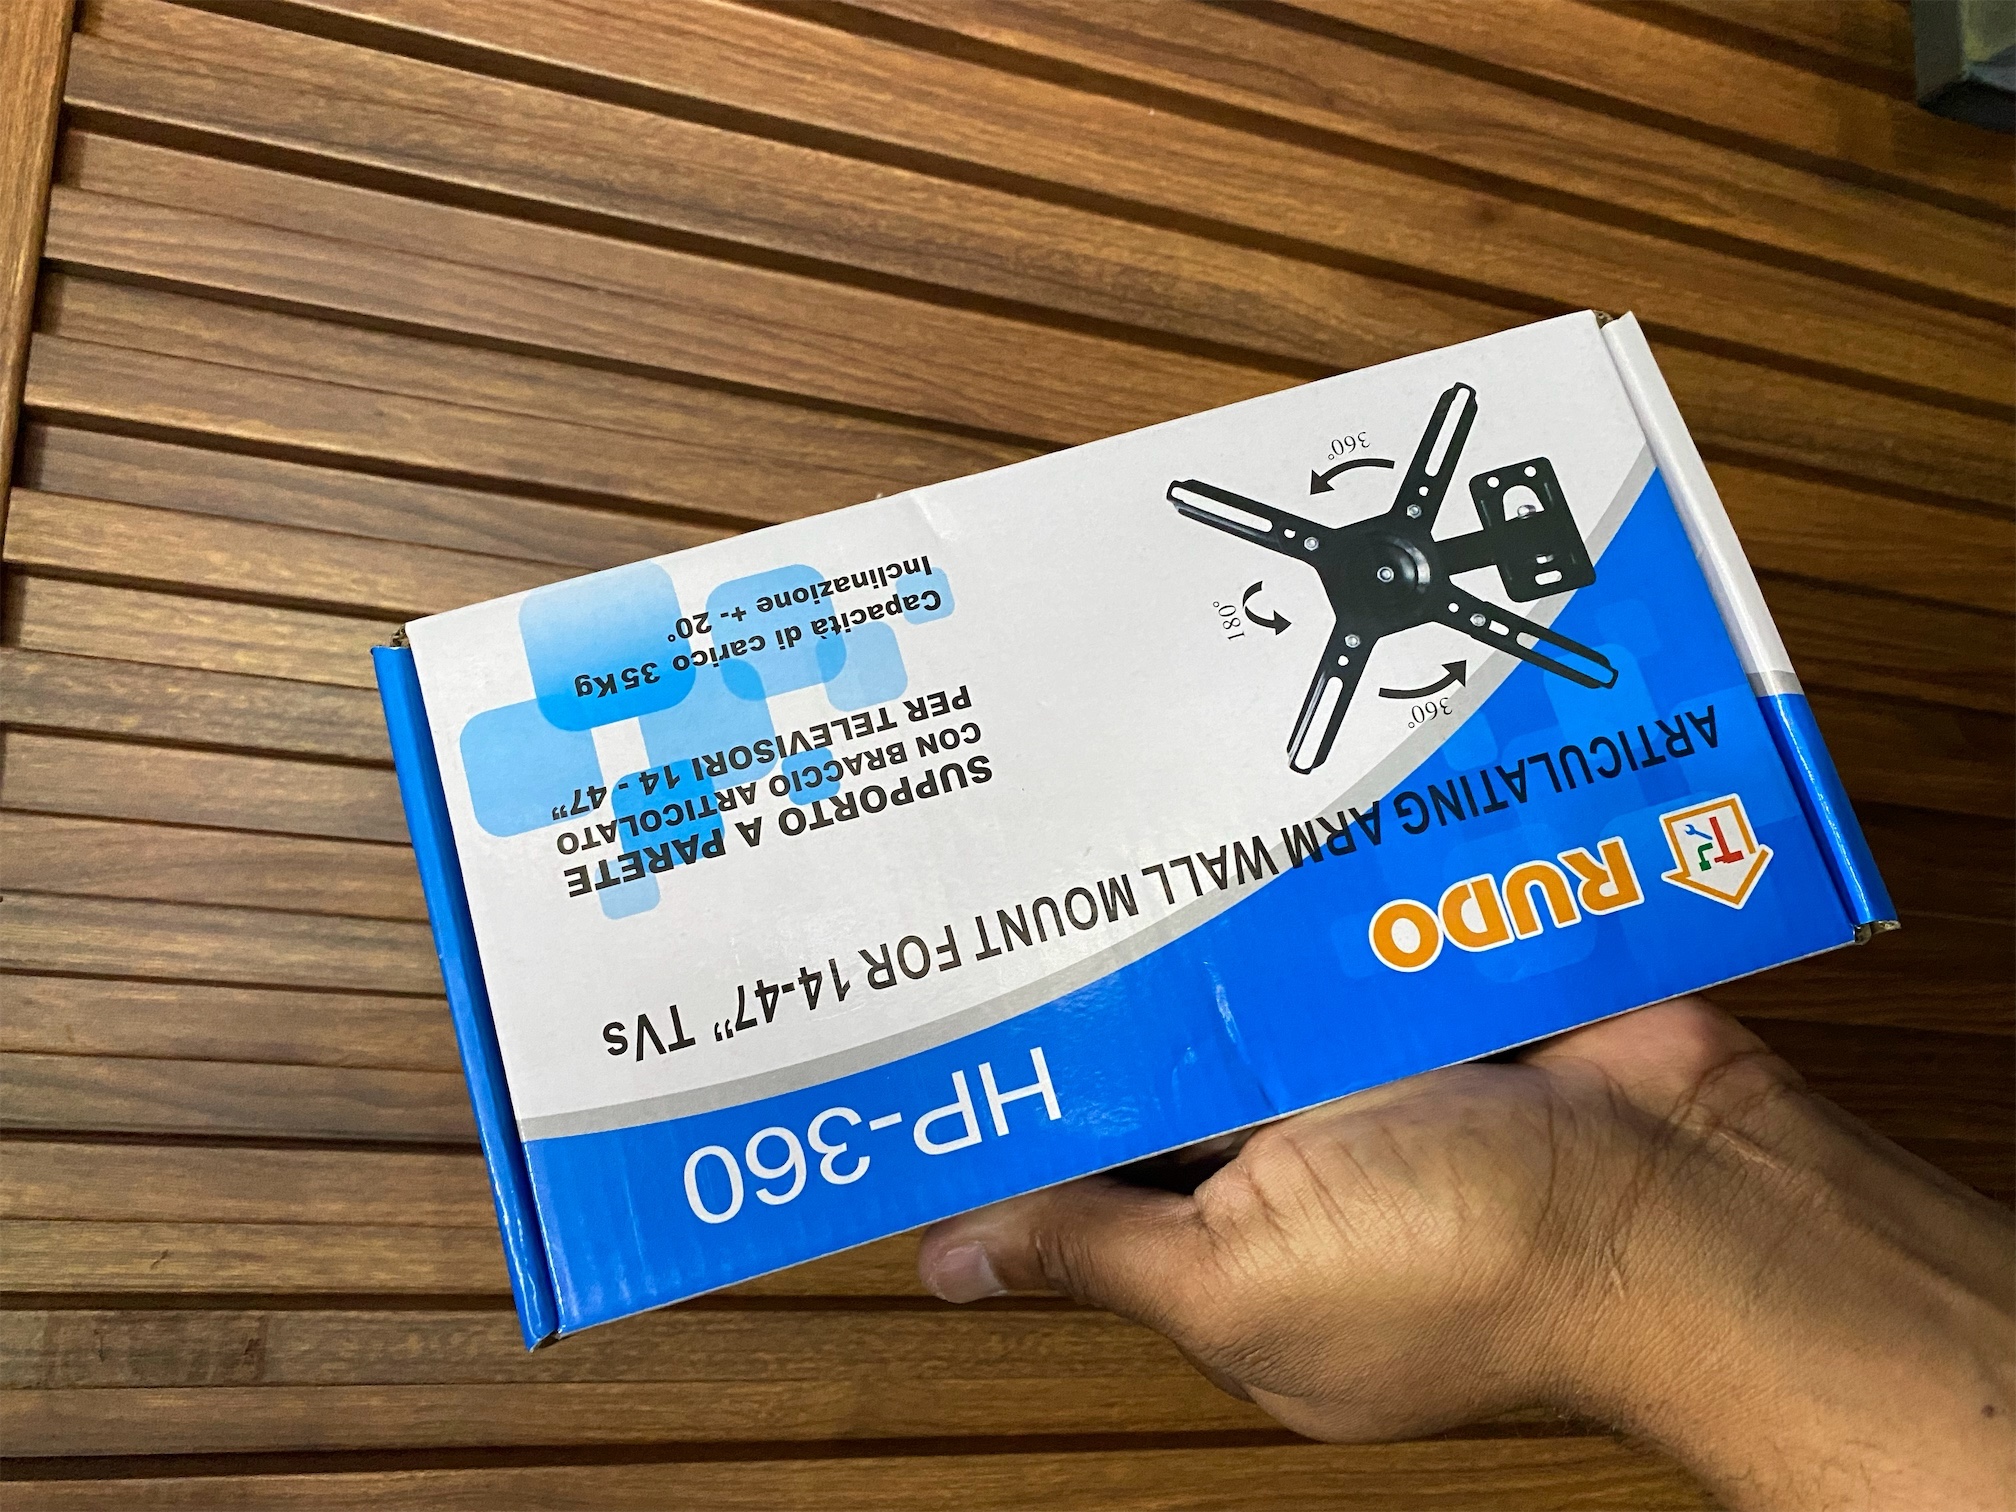 HP-360
RUDO
ARTICULATING ARM WALL MOUNT FOR 14-47" TVs
SUPPORTO A PARETE
CON BRACCIO ARTICOLATO
PER TELEVISORI 14 - 47"
Capacità di carico 35Kg
Inclinazione +- 20°
360°
180°
360°